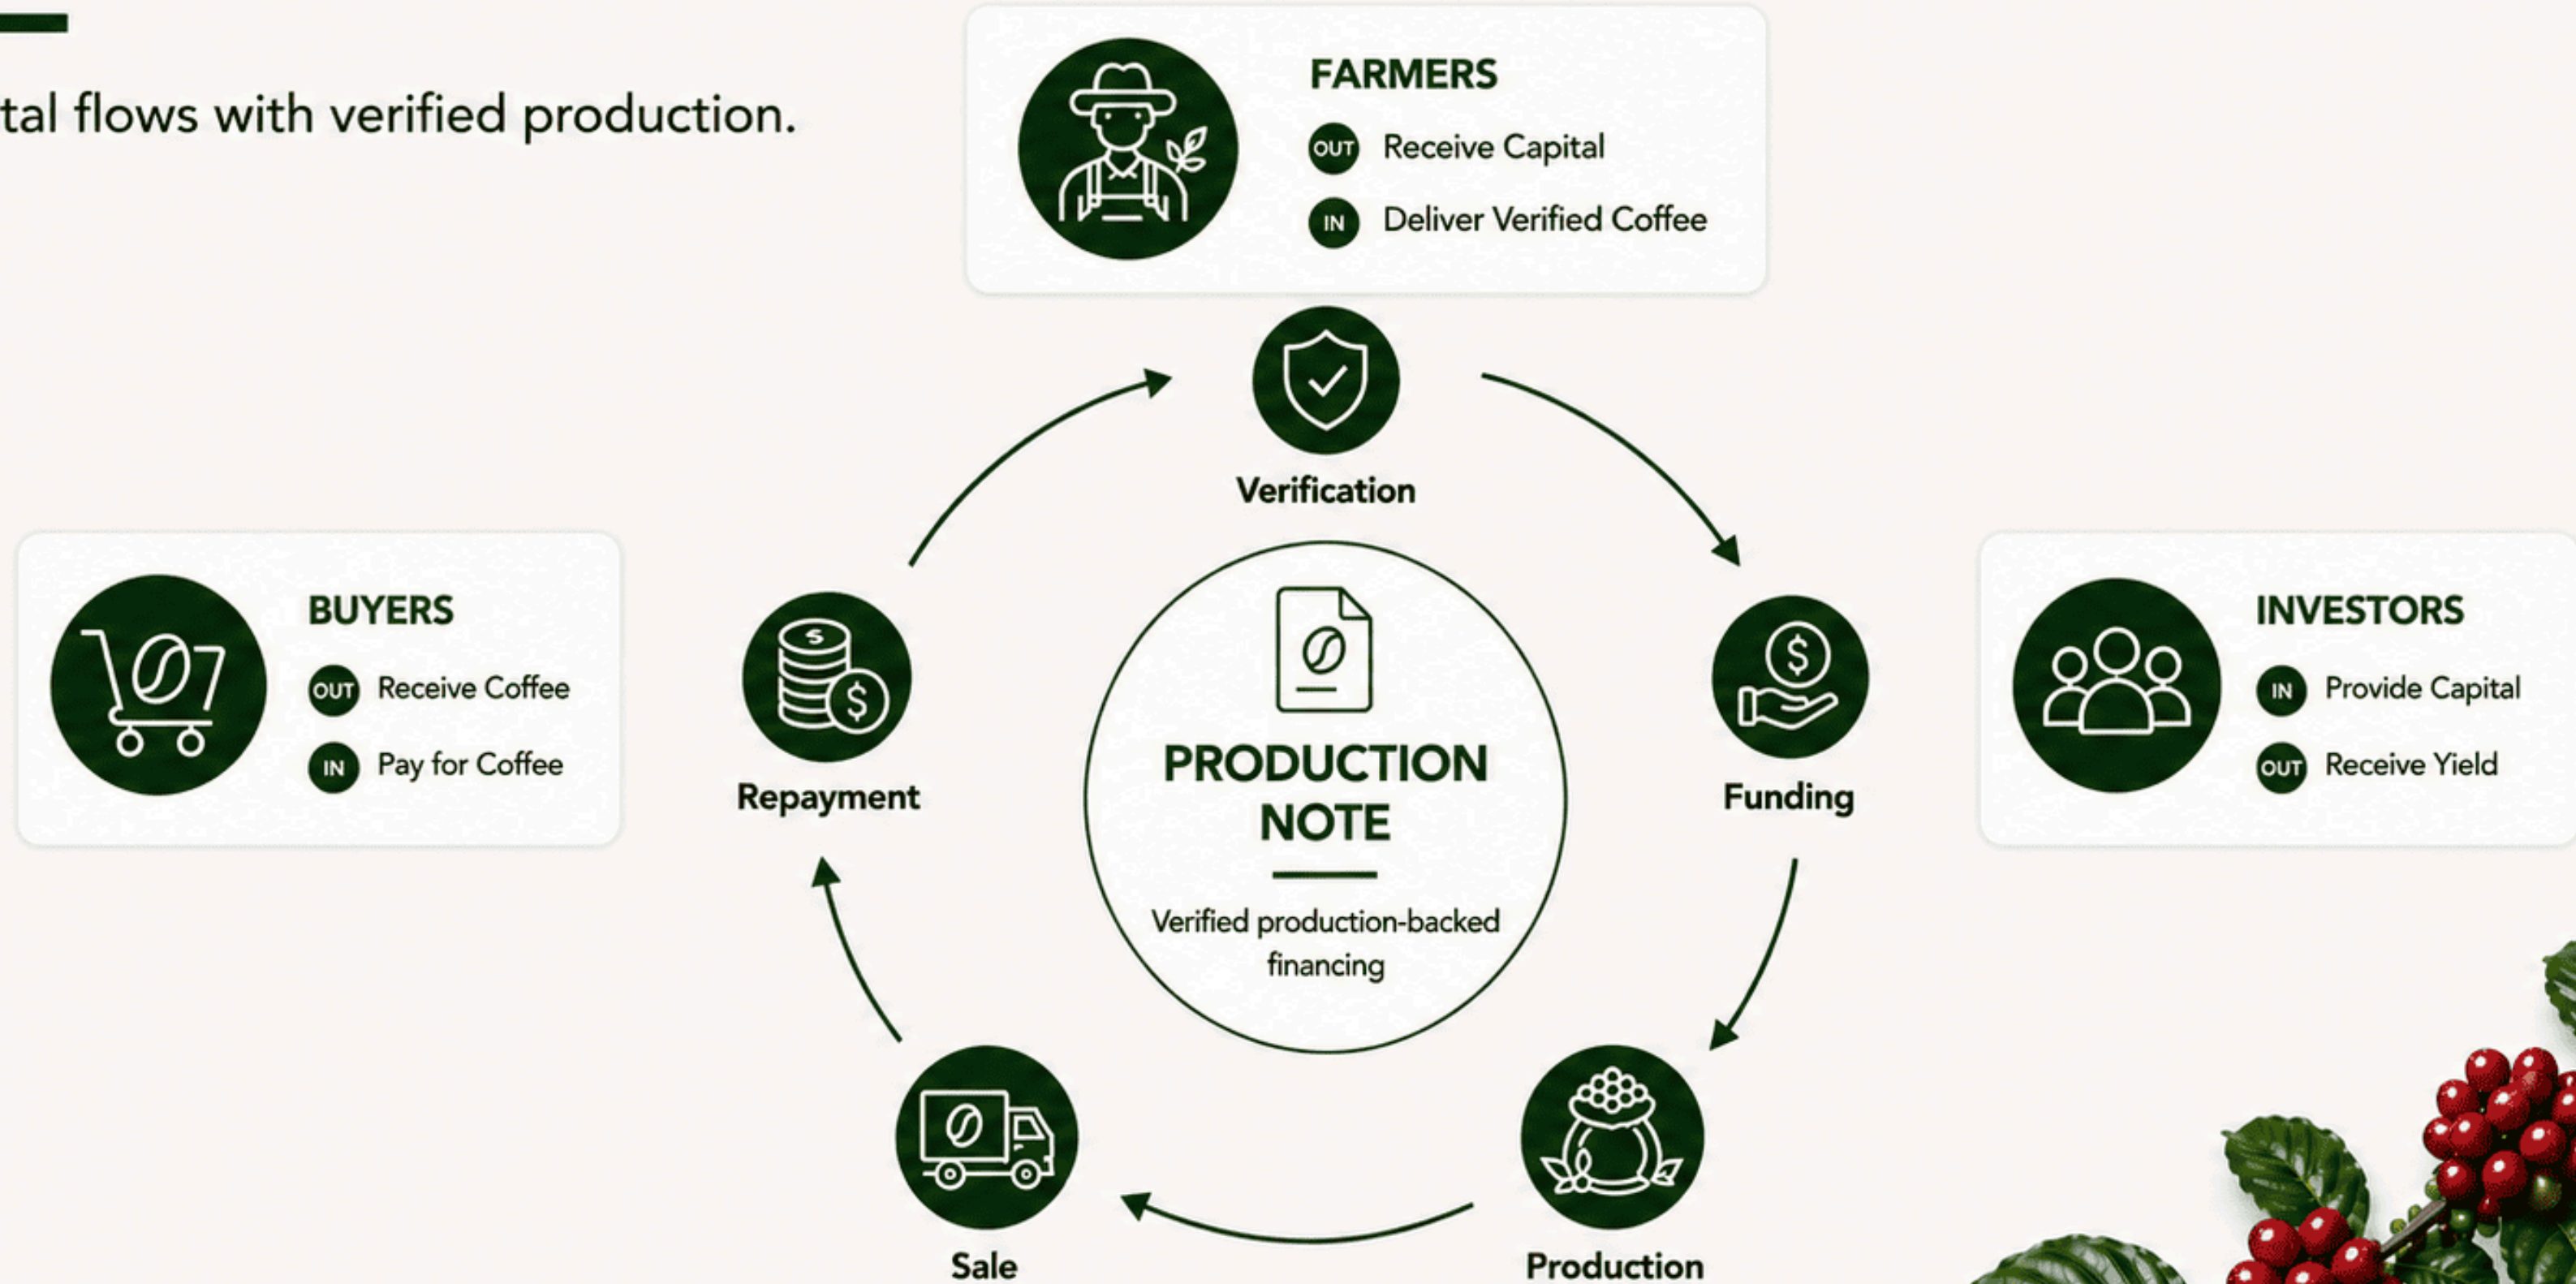 tal flows with verified production.
FARMERS
OUT Receive Capital
IN Deliver Verified Coffee
Verification
BUYERS
OUT Receive Coffee
IN Pay for Coffee
$
$
Repayment
PRODUCTION
NOTE
Verified production-backed
financing
$
Funding
INVESTORS
IN Provide Capital
OUT Receive Yield
Sale
Production